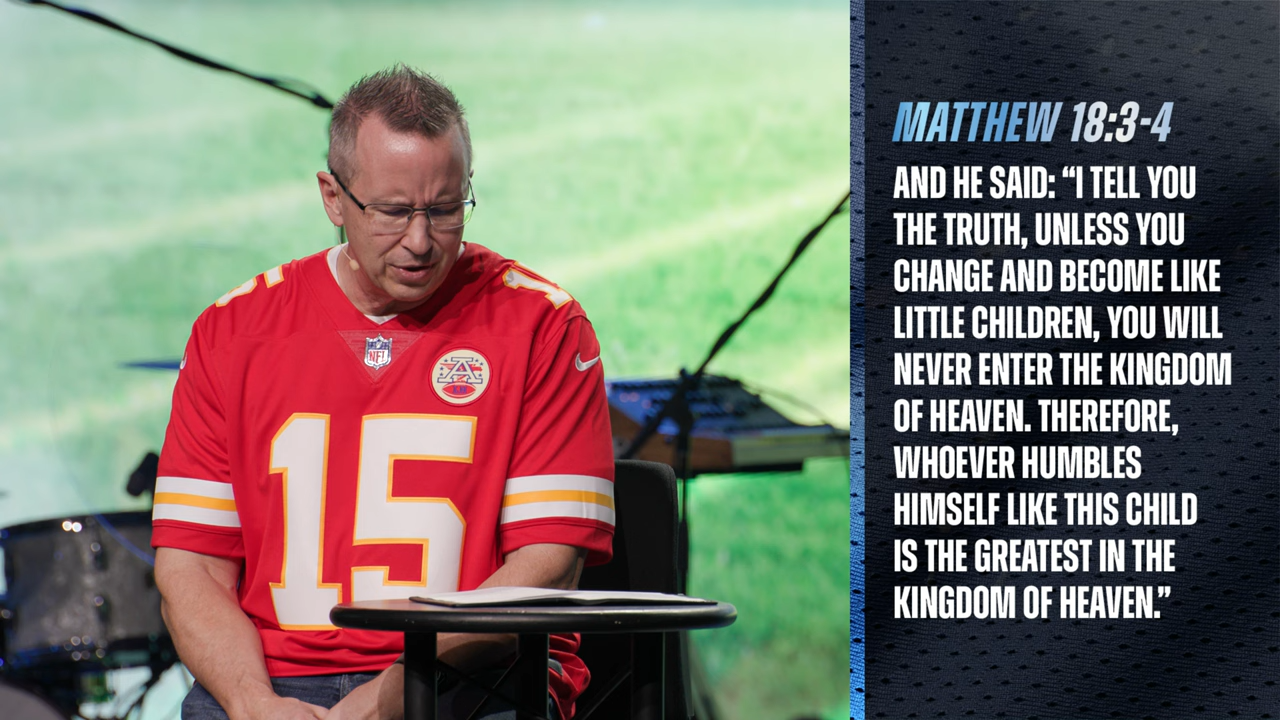 15
1
NFL
A
15
MATTHEW 18:3-4
AND HE SAID: “I TELL YOU
THE TRUTH, UNLESS YOU
CHANGE AND BECOME LIKE
LITTLE CHILDREN, YOU WILL
NEVER ENTER THE KINGDOM
OF HEAVEN. THEREFORE,
WHOEVER HUMBLES
HIMSELF LIKE THIS CHILD
IS THE GREATEST IN THE
KINGDOM OF HEAVEN.”